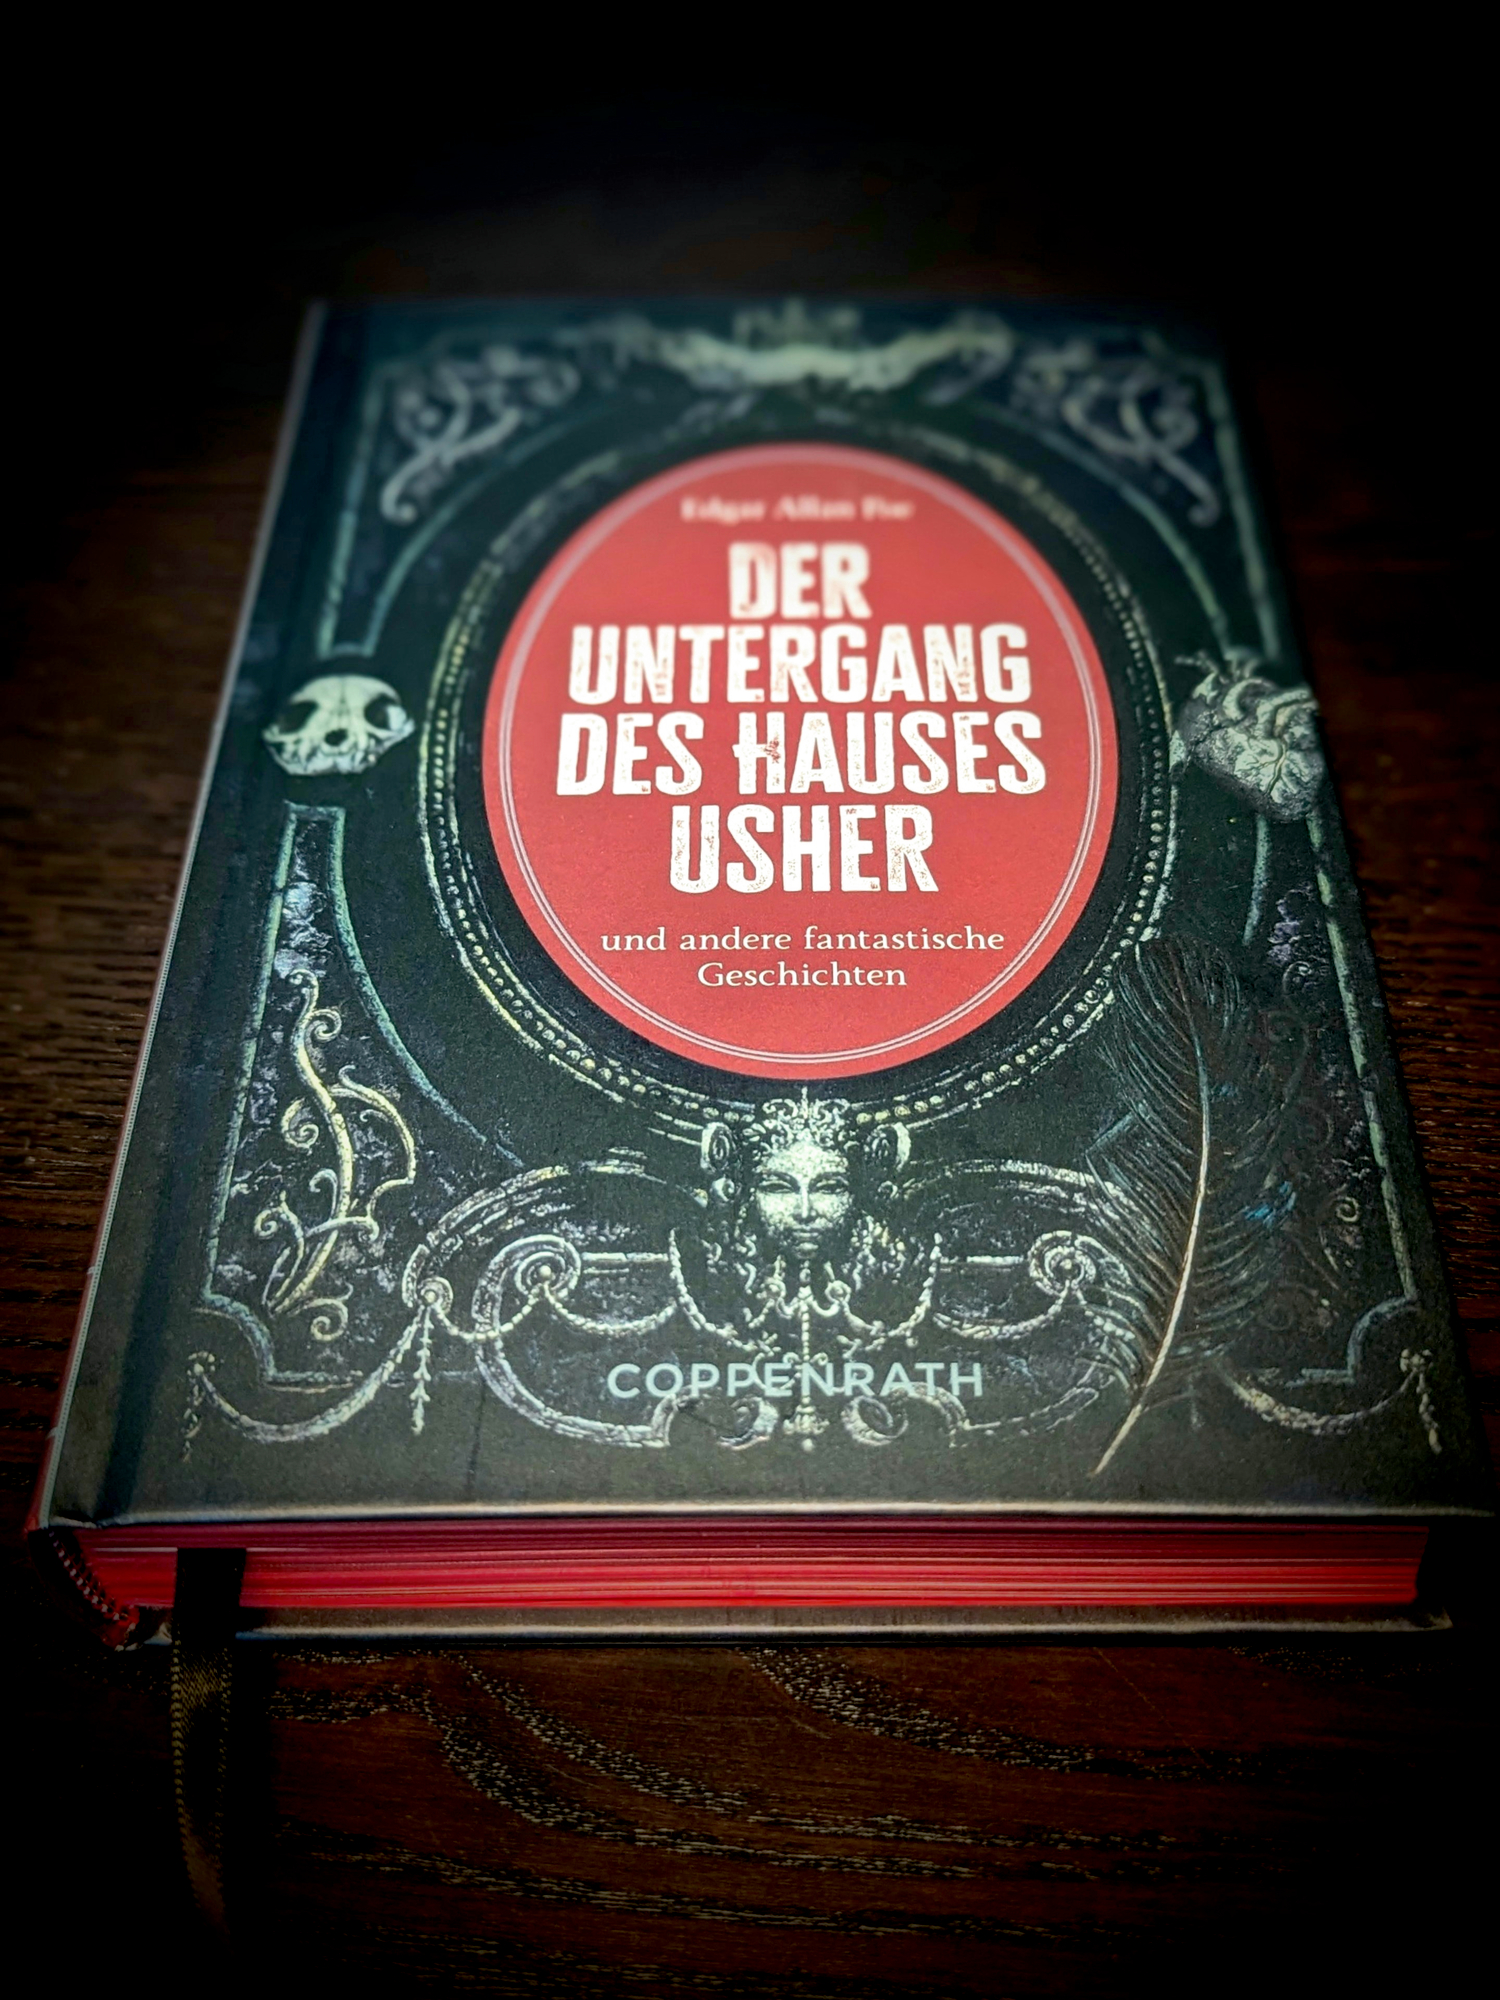 Edgar Allan Poe
DER
UNTERGANG
DES HAUSES
USHER
und andere fantastische
Geschichten
COPPENRATH